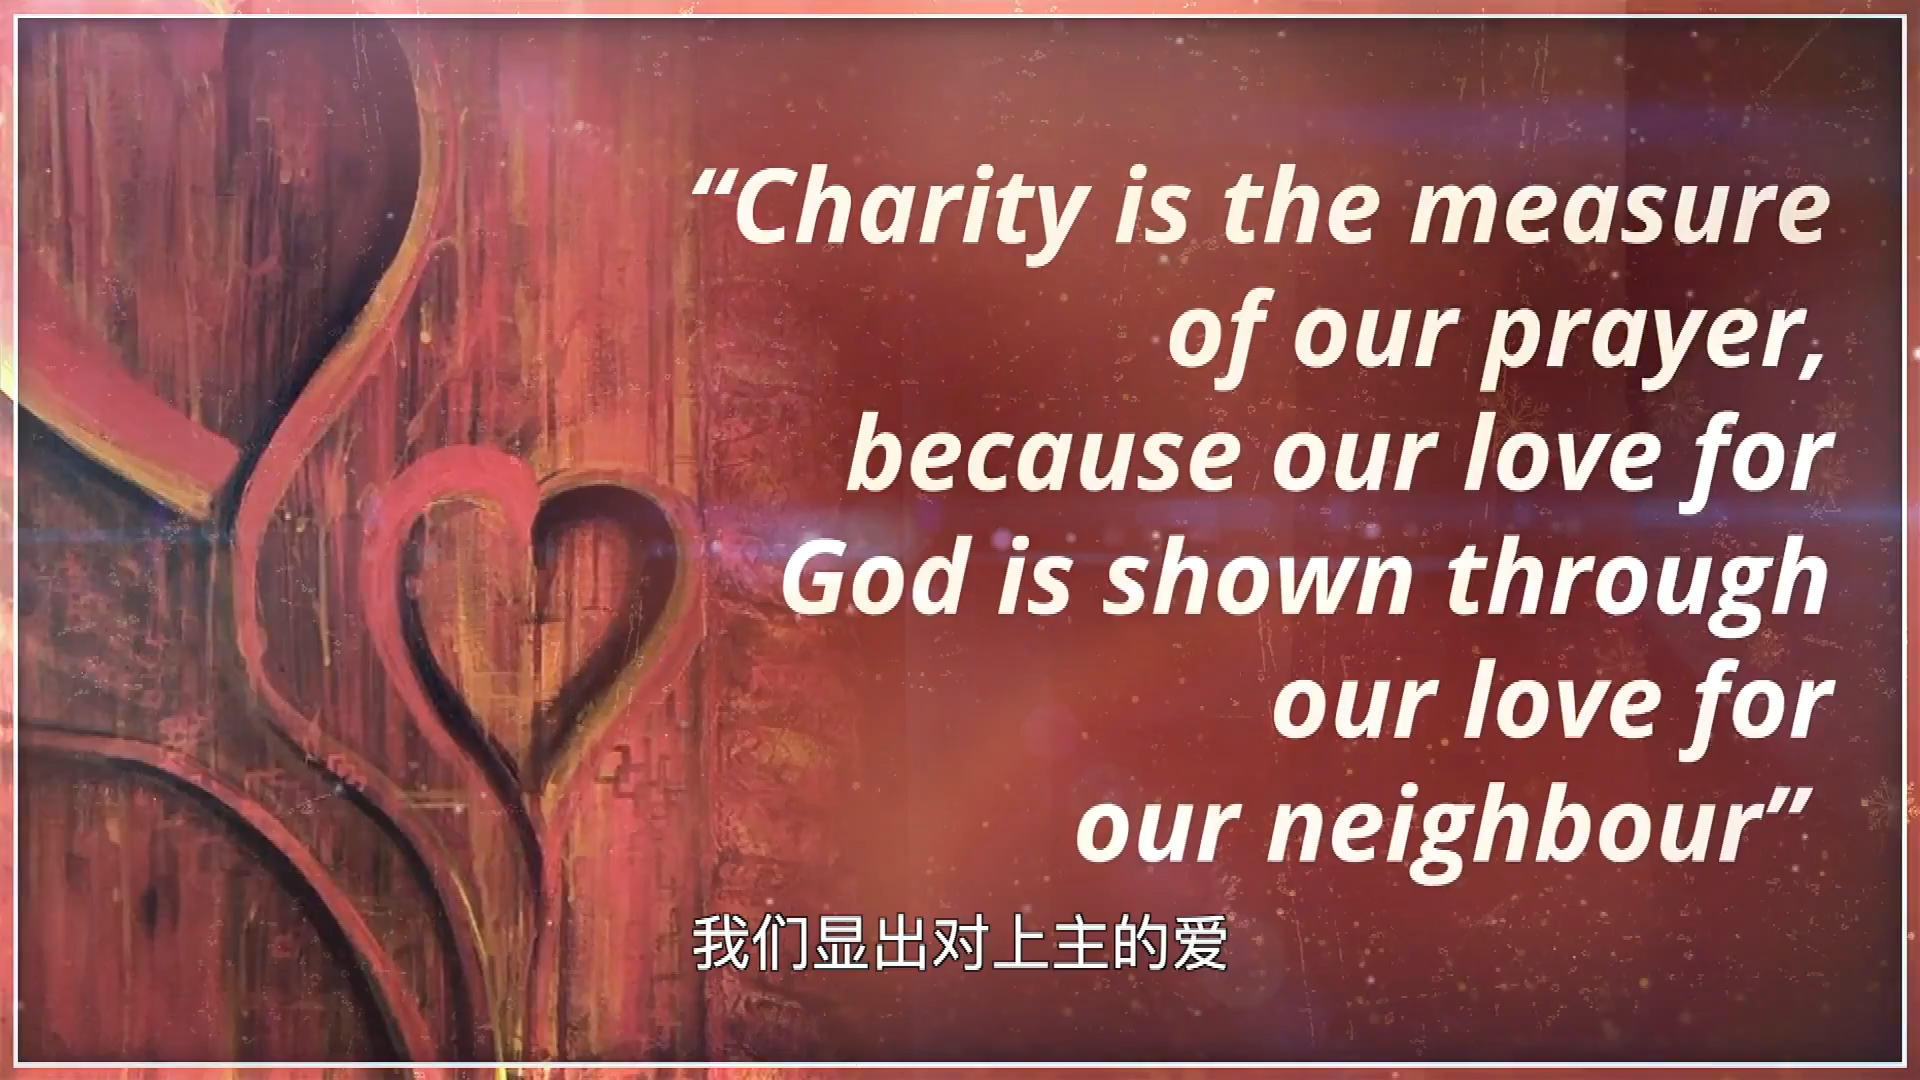 “Charity is the measure
of our prayer,
because our love for
God is shown through
our love for
our neighbour”
我们显出对上主的爱